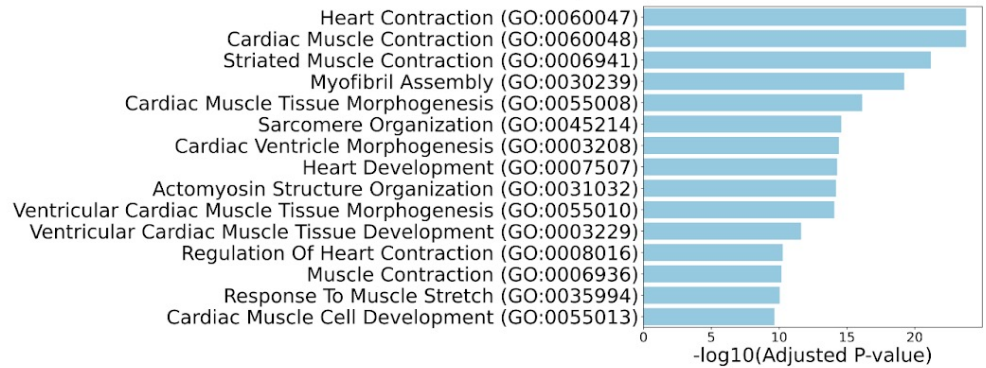 Heart Contraction (GO:0060047)
Cardiac Muscle Contraction (GO:0060048)
Striated Muscle Contraction (GO:0006941)
Myofibril Assembly (GO:0030239)
Cardiac Muscle Tissue Morphogenesis (GO:0055008)
Sarcomere Organization (GO:0045214)
Cardiac Ventricle Morphogenesis (GO:0003208)
Heart Development (GO:0007507)
Actomyosin Structure Organization (GO:0031032)
Ventricular Cardiac Muscle Tissue Morphogenesis (GO:0055010)
Ventricular Cardiac Muscle Tissue Development (GO:0003229)
Regulation Of Heart Contraction (GO:0008016)
Muscle Contraction (GO:0006936)
Response To Muscle Stretch (GO:0035994)
Cardiac Muscle Cell Development (GO:0055013)
0 5 10 15 20
-log10(Adjusted P-value)